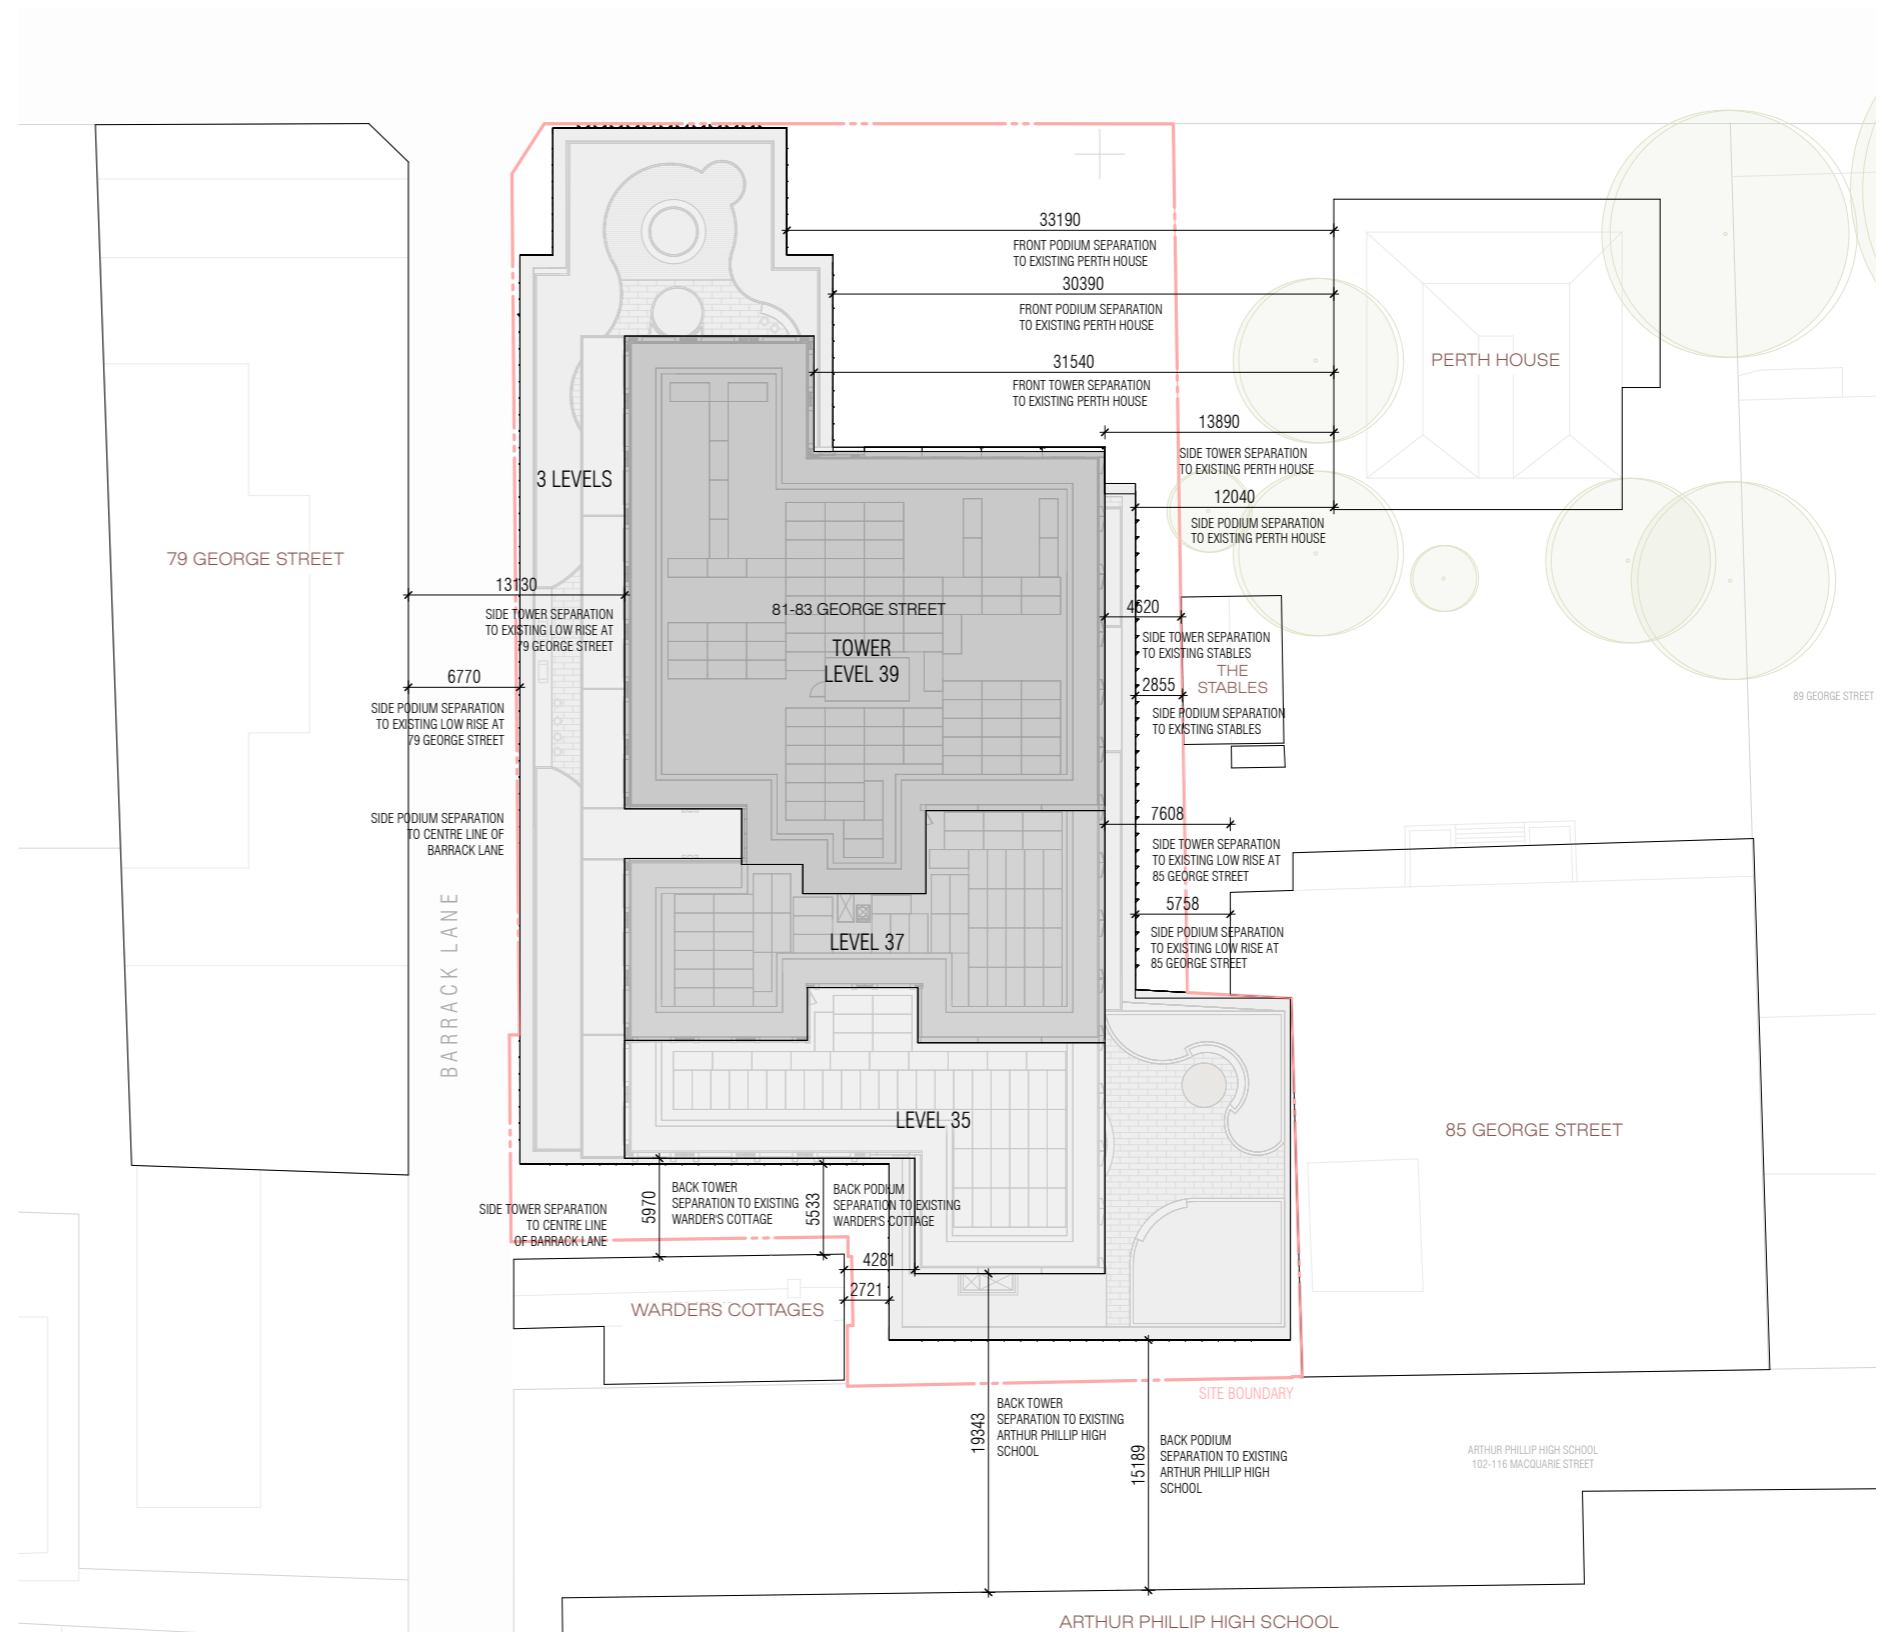 33190
FRONT PODIUM SEPARATION
TO EXISTING PERTH HOUSE
30390
FRONT PODIUM SEPARATION
TO EXISTING PERTH HOUSE
31540
FRONT TOWER SEPARATION
TO EXISTING PERTH HOUSE
PERTH HOUSE
13890
SIDE TOWER SEPARATION
TO EXISTING PERTH HOUSE
12040
SIDE PODIUM SEPARATION
TO EXISTING PERTH HOUSE
3 LEVELS
79 GEORGE STREET
13130
SIDE TOWER SEPARATION
TO EXISTING LOW RISE AT
79 GEORGE STREET
6770
SIDE PODIUM SEPARATION
TO EXISTING LOW RISE AT
79 GEORGE STREET
81-83 GEORGE STREET
TOWER
LEVEL 39
4520
SIDE TOWER SEPARATION
TO EXISTING STABLES
THE
STABLES
2855
SIDE PODIUM SEPARATION
TO EXISTING STABLES
89 GEORGE STREET
SIDE PODIUM SEPARATION
TO CENTRE LINE OF
BARRACK LANE
7608
SIDE TOWER SEPARATION
TO EXISTING LOW RISE AT
85 GEORGE STREET
5758
SIDE PODIUM SEPARATION
TO EXISTING LOW RISE AT
85 GEORGE STREET
BARRACK LANE
LEVEL 37
LEVEL 35
85 GEORGE STREET
SIDE TOWER SEPARATION
TO CENTRE LINE
OF BARRACK LANE
5970
BACK TOWER
SEPARATION TO EXISTING
WARDER'S COTTAGE
5533
BACK PODIUM
SEPARATION TO EXISTING
WARDER'S COTTAGE
4281
2721
WARDERS COTTAGES
SITE BOUNDARY
19343
BACK TOWER
SEPARATION TO EXISTING
ARTHUR PHILLIP HIGH
SCHOOL
15189
BACK PODIUM
SEPARATION TO EXISTING
ARTHUR PHILLIP HIGH
SCHOOL
ARTHUR PHILLIP HIGH SCHOOL
102-116 MACQUARIE STREET
ARTHUR PHILLIP HIGH SCHOOL